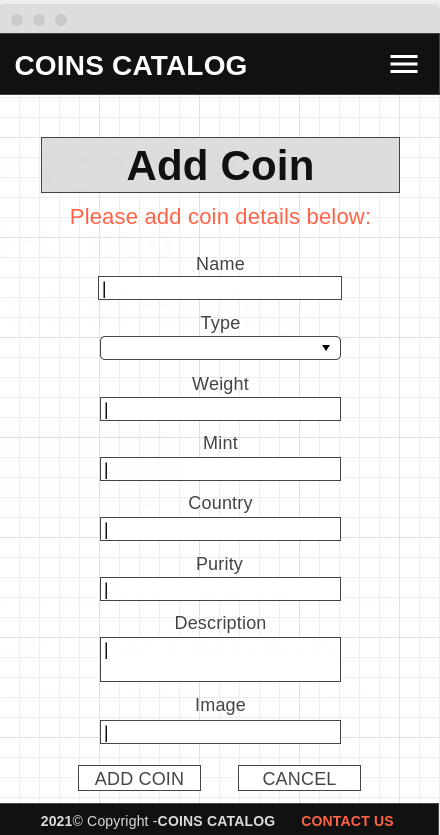 COINS CATALOG
Add Coin
Please add coin details below:
Name
Type
Weight
Mint
Country
Purity
Description
Image
ADD COIN CANCEL
2021© Copyright -COINS CATALOG CONTACT US